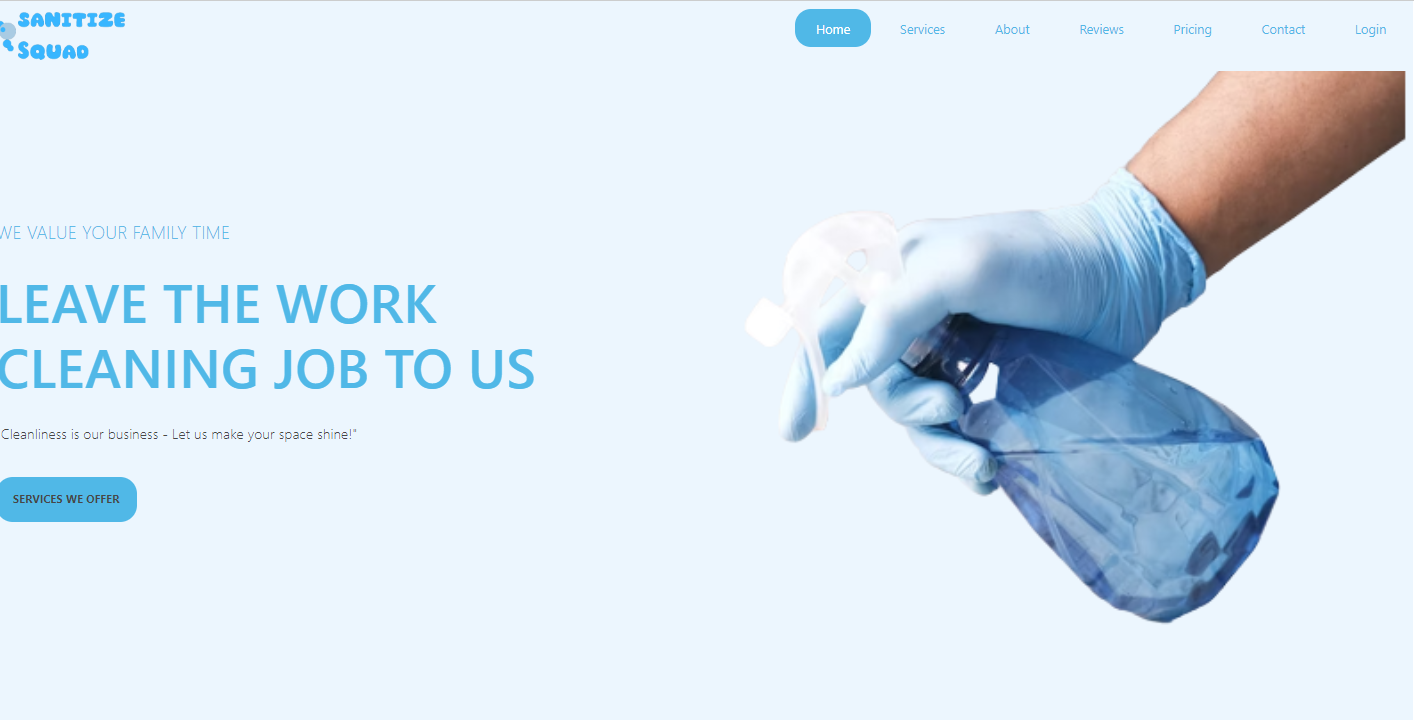 SANITIZE
SQUAD
Home Services About Reviews Pricing Contact Login
WE VALUE YOUR FAMILY TIME
LEAVE THE WORK
CLEANING JOB TO US
Cleanliness is our business - Let us make your space shine!"
SERVICES WE OFFER